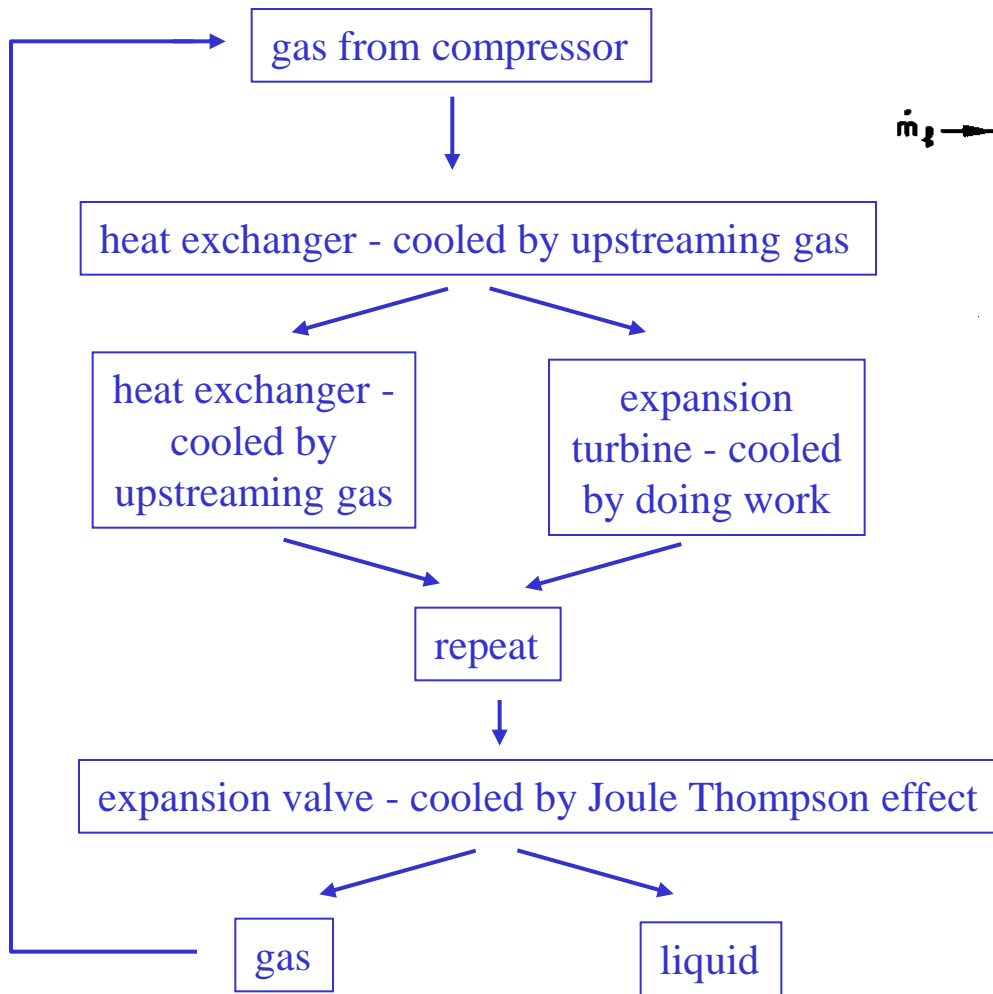 gas from compressor
ṁ
heat exchanger - cooled by upstreaming gas
heat exchanger -
cooled by
upstreaming gas
expansion
turbine - cooled
by doing work
repeat
expansion valve - cooled by Joule Thompson effect
gas
liquid